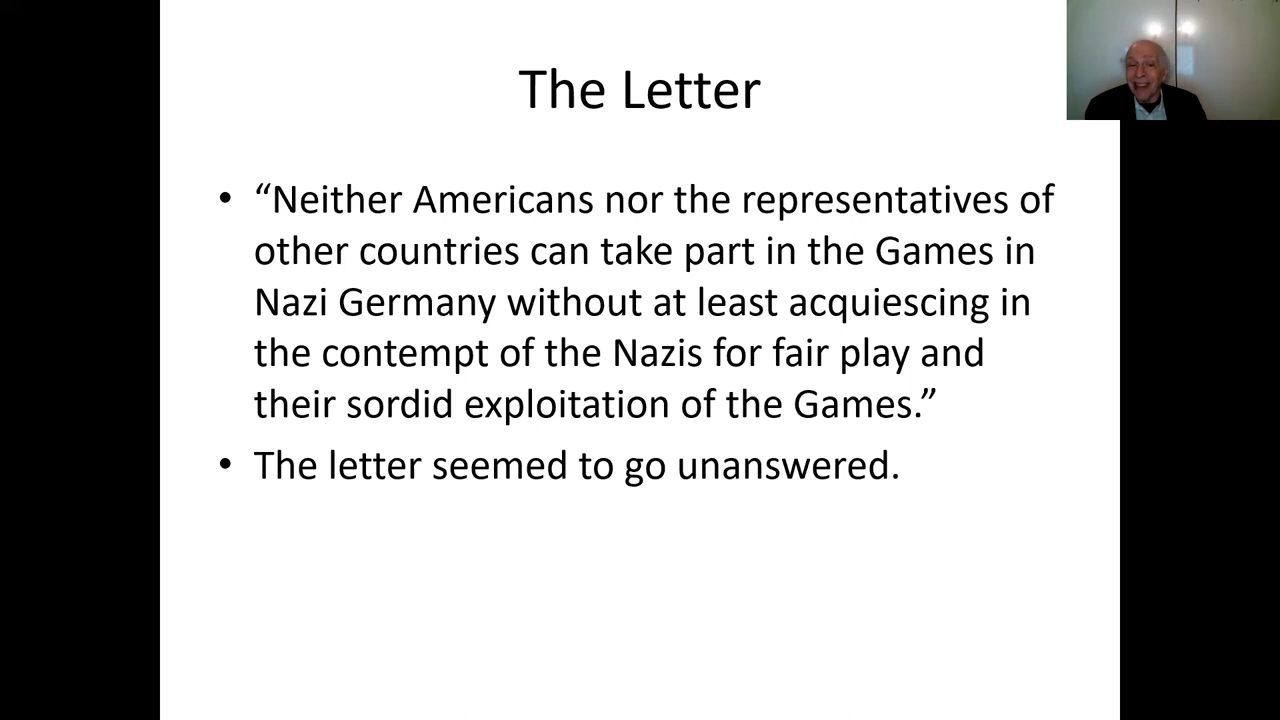 The Letter
• “Neither Americans nor the representatives of
other countries can take part in the Games in
Nazi Germany without at least acquiescing in
the contempt of the Nazis for fair play and
their sordid exploitation of the Games.”
• The letter seemed to go unanswered.